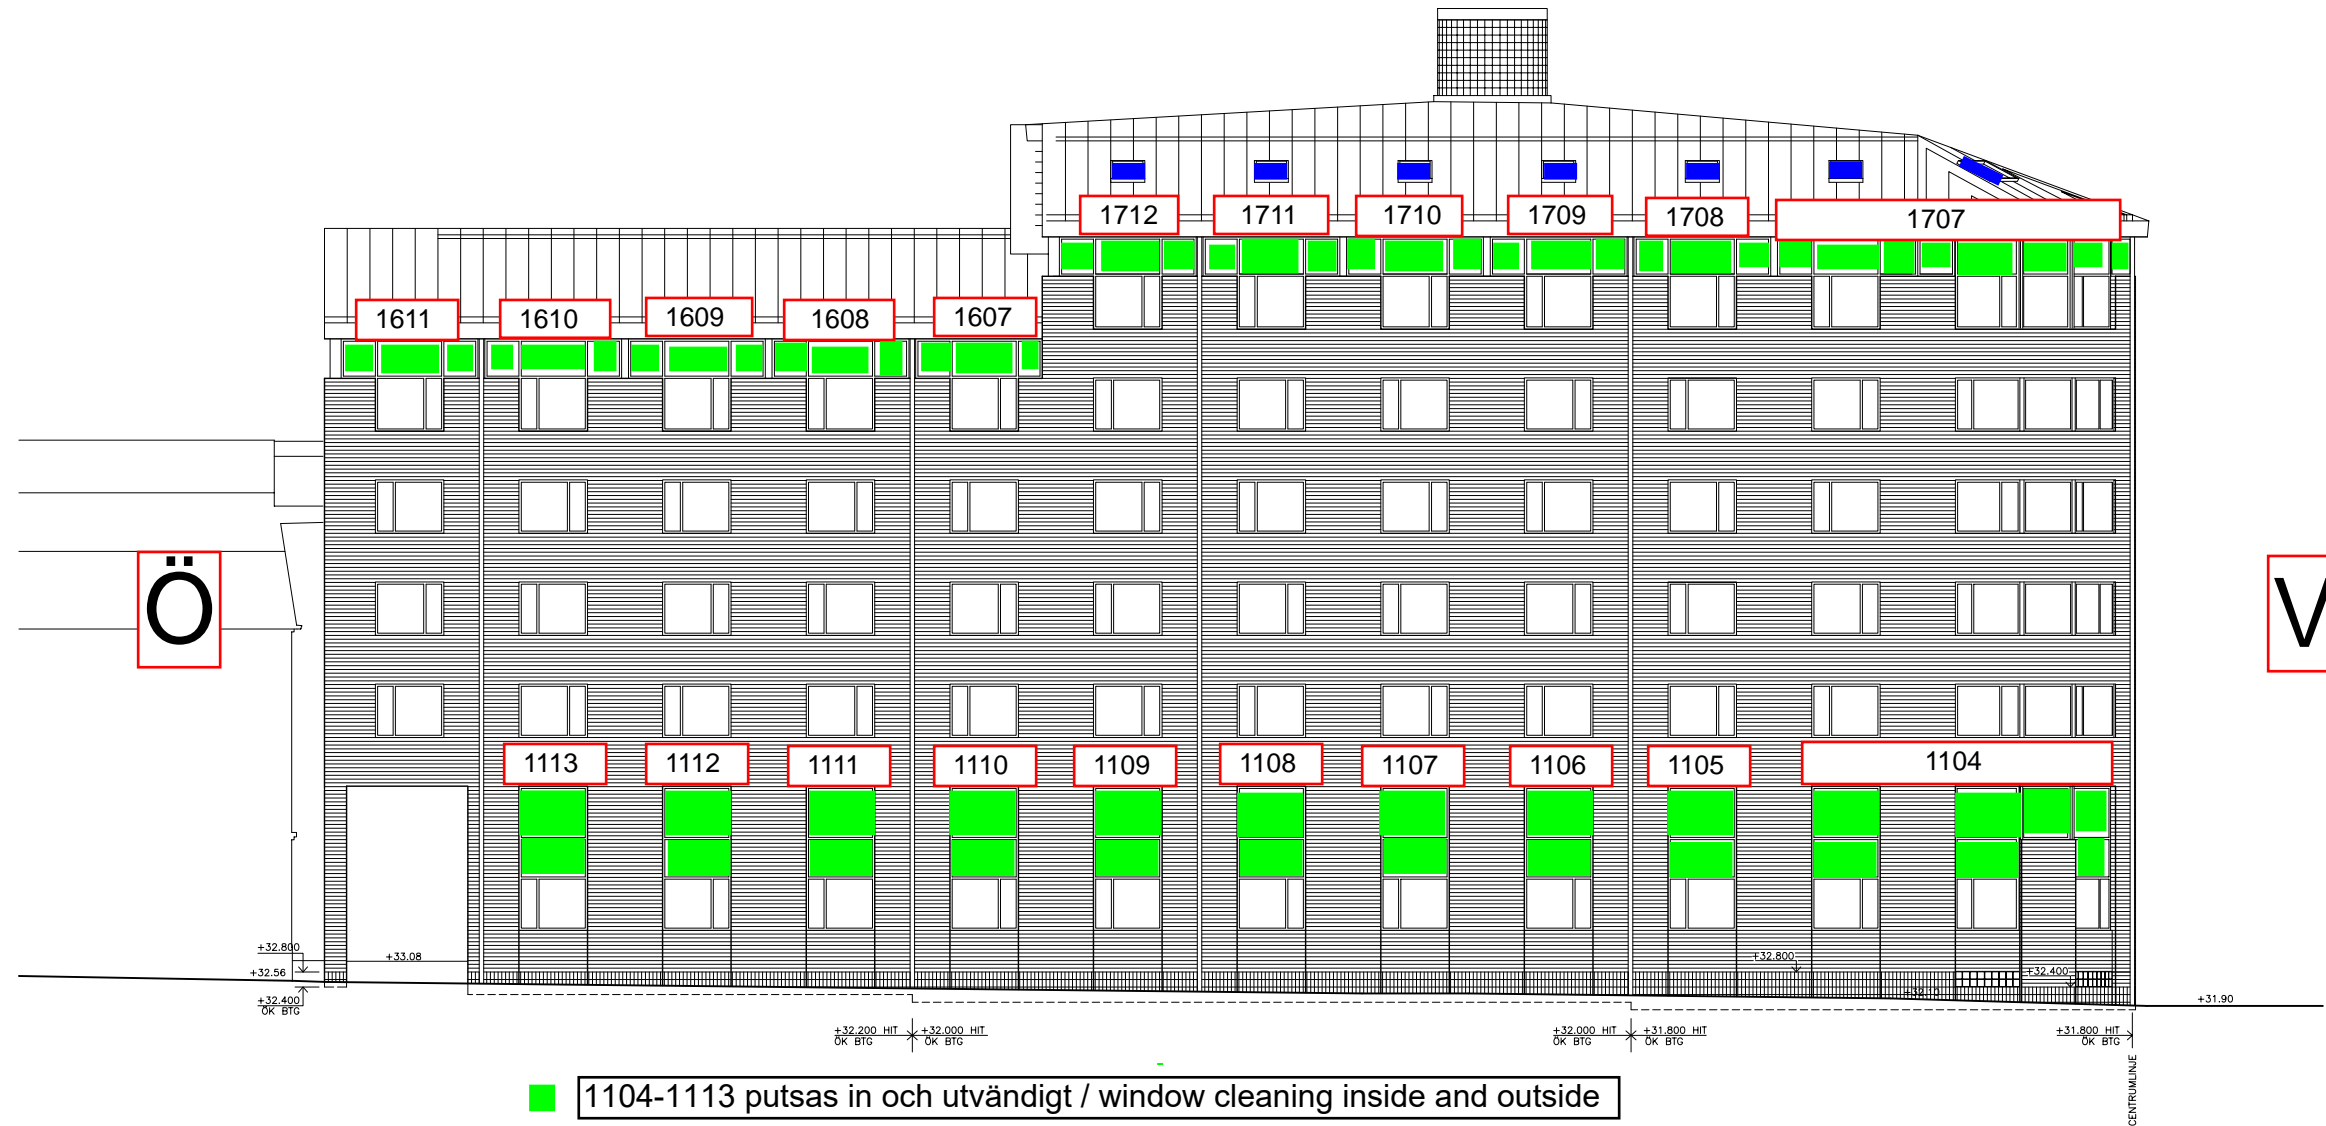 1712 1711 1710 1709 1708 1707
1611 1610 1609 1608 1607
Ö
V
1113 1112 1111 1110 1109 1108 1107 1106 1105 1104
+32.800
+33.08
+32.56
+32.400
ÖK BTG
+32.800
+32.400
+31.90
+32.200 HIT
ÖK BTG
+32.000 HIT
ÖK BTG
+32.000 HIT
ÖK BTG
+31.800 HIT
ÖK BTG
+31.800 HIT
ÖK BTG
CENTRUMLINJE
1104-1113 putsas in och utvändigt / window cleaning inside and outside